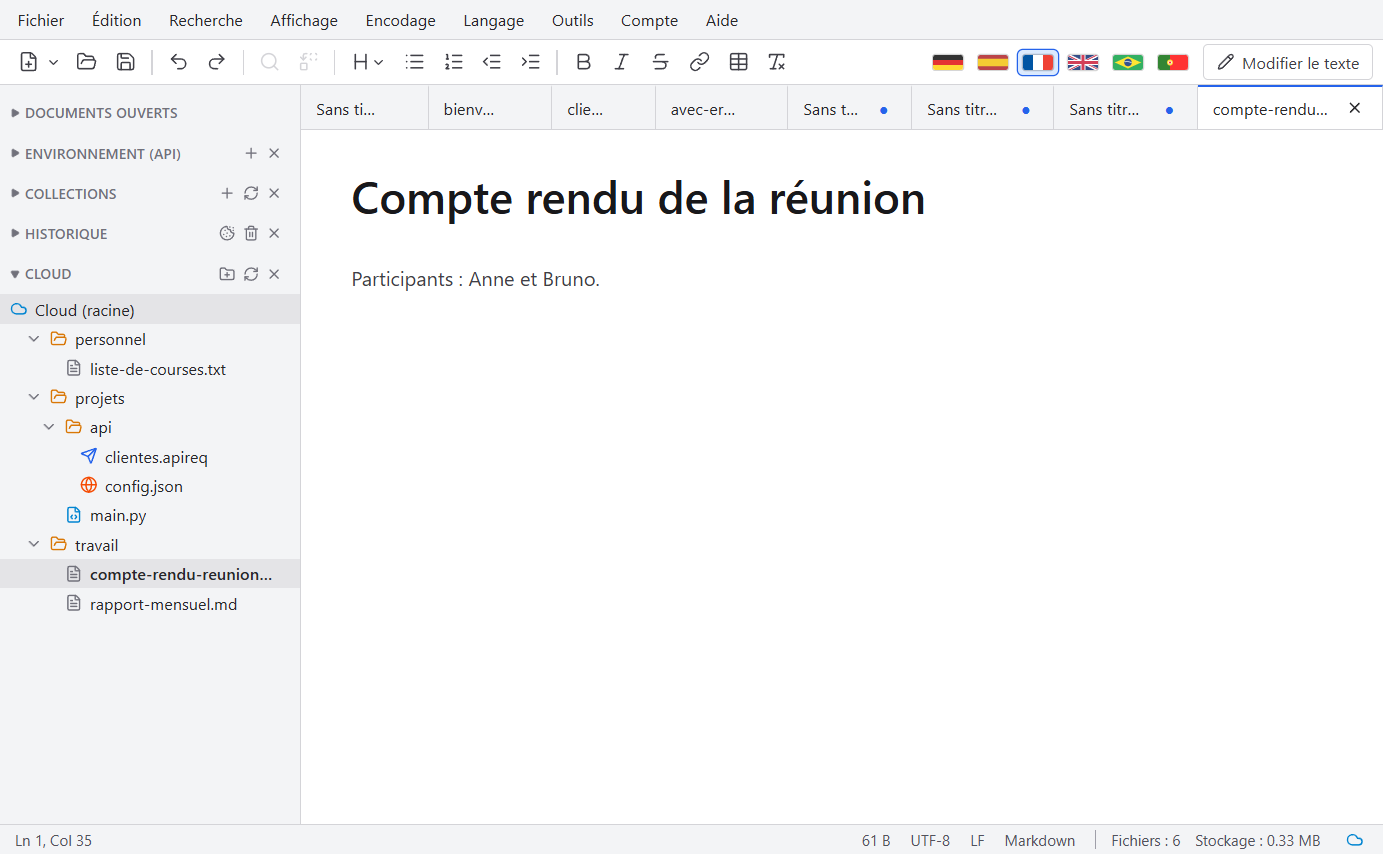 Fichier Édition Recherche Affichage Encodage Langage Outils Compte Aide
H B I S Modifier le texte
DOCUMENTS OUVERTS
Sans ti... bienv... clie... avec-er... Sans t... Sans titr... Sans titr... compte-rendu...
ENVIRONNEMENT (API)
COLLECTIONS
HISTORIQUE
CLOUD
Cloud (racine)
personnel
liste-de-courses.txt
projets
api
clientes.apireq
config.json
main.py
travail
compte-rendu-reunion...
rapport-mensuel.md
Compte rendu de la réunion
Participants : Anne et Bruno.
Ln 1, Col 35 61 B UTF-8 LF Markdown Fichiers : 6 Stockage : 0.33 MB